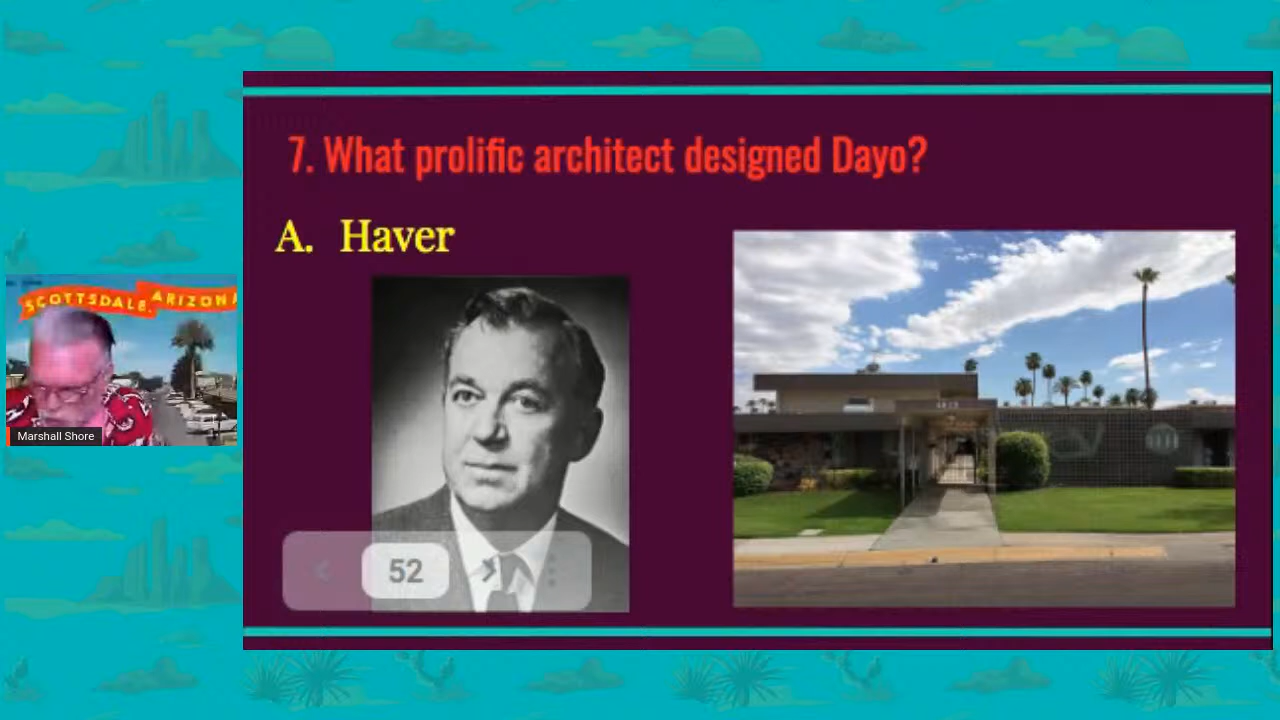 7. What prolific architect designed Dayo?
A. Haver
SCOTTSDALE, ARIZONA
Marshall Shore
52